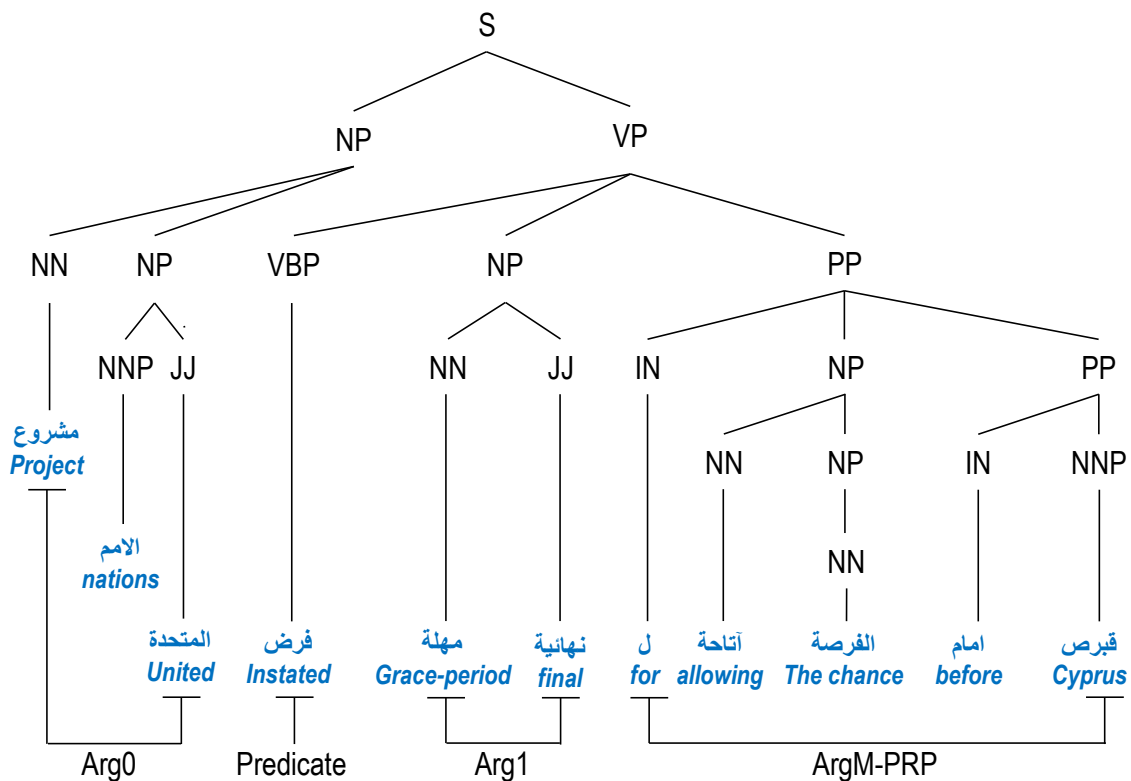 S
NP VP
NN NP VBP NP PP
NNP JJ NN JJ IN NP PP
مشروع
Project
NN NP IN NNP
الامم
nations
NN
المتحدة فرض مهلة نهائية ل آتاحة الفرصة امام قبرص
United Instated Grace-period final for allowing The chance before Cyprus
Arg0 Predicate Arg1 ArgM-PRP